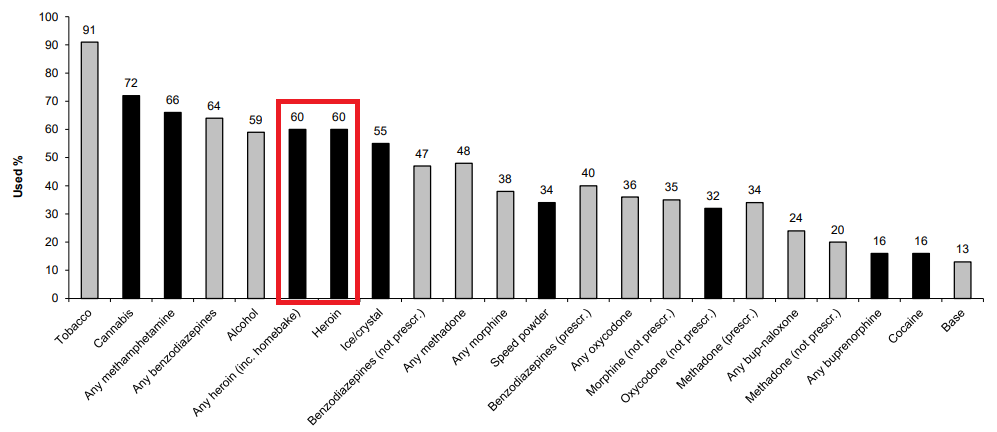 100
90
80
70
60
50
40
30
20
10
0
Used %
91
72
66
64
59
60
60
55
47
48
38
34
40
36
35
32
34
24
20
16
16
13
Tobacco
Cannabis
Any methamphetamine
Any benzodiazepines
Alcohol
Any heroin (inc. homebake)
Heroin
Ice/crystal
Benzodiazepines (not prescr.)
Any methadone
Any morphine
Speed powder
Benzodiazepines (prescr.)
Any oxycodone
Morphine (not prescr.)
Oxycodone (not prescr.)
Methadone (prescr.)
Any bup-naloxone
Methadone (not prescr.)
Any buprenorphine
Cocaine
Base